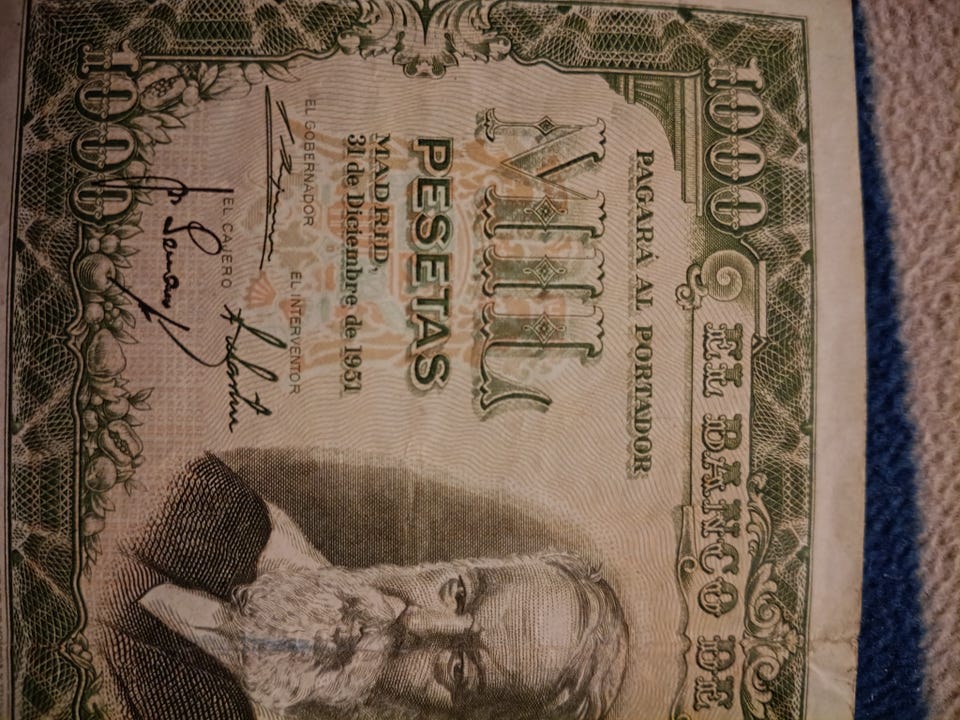 1000
EL BANCO DE
PAGARÁ AL PORTADOR
MIL
PESETAS
MADRID,
31 de Diciembre de 1951
EL GOBERNADOR
EL INTERVENTOR
EL CAJERO
1000